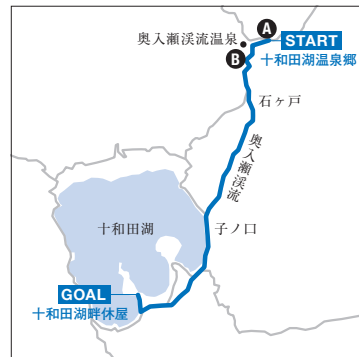 A
奥入瀬渓流温泉
START
十和田湖温泉郷
B
石ヶ戸
奥入瀬渓流
十和田湖
子ノ口
GOAL
十和田湖畔休屋